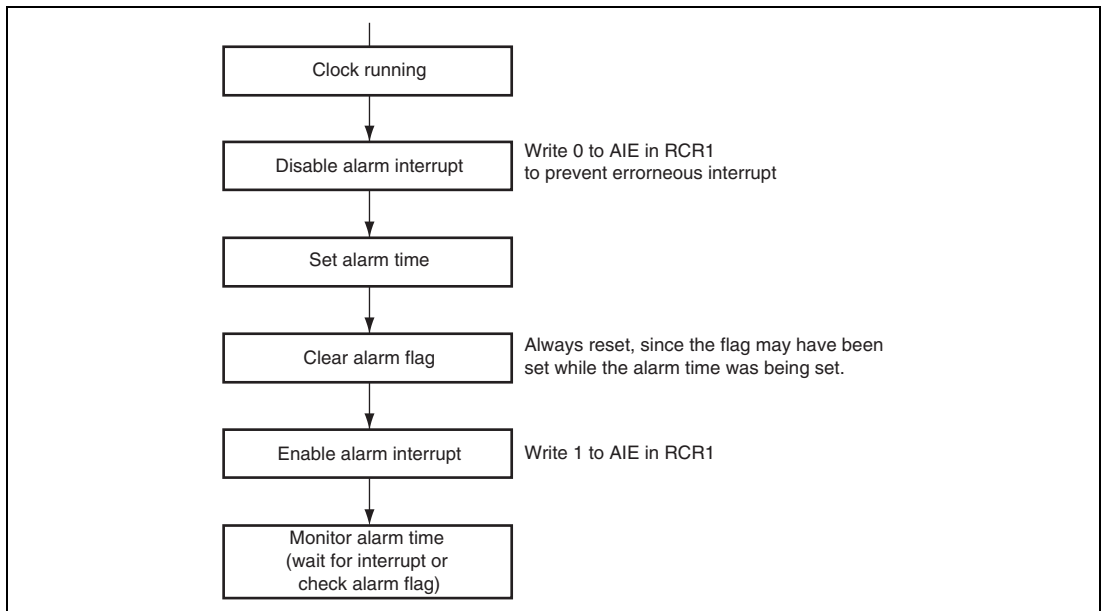 Clock running
Disable alarm interrupt
Write 0 to AIE in RCR1
to prevent errorneous interrupt
Set alarm time
Clear alarm flag
Always reset, since the flag may have been
set while the alarm time was being set.
Enable alarm interrupt
Write 1 to AIE in RCR1
Monitor alarm time
(wait for interrupt or
check alarm flag)